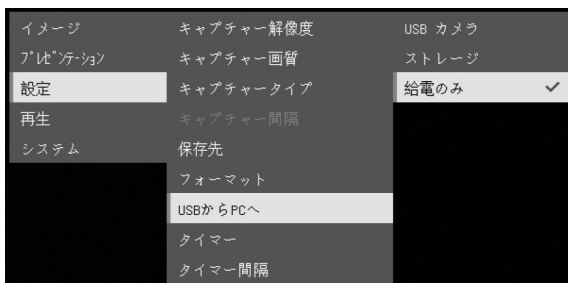 イメージ
プレゼンテーション
設定
再生
システム
キャプチャー解像度
キャプチャー画質
キャプチャータイプ
キャプチャー間隔
保存先
フォーマット
USBからPCへ
タイマー
タイマー間隔
USB カメラ
ストレージ
給電のみ